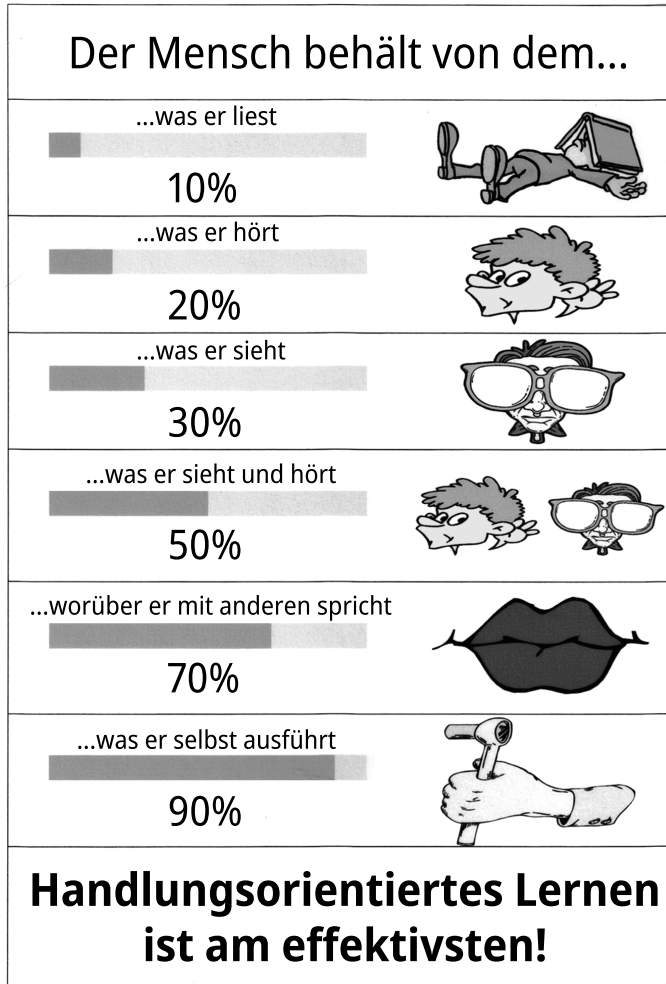 Der Mensch behält von dem...
...was er liest
10%
...was er hört
20%
...was er sieht
30%
...was er sieht und hört
50%
...worüber er mit anderen spricht
70%
...was er selbst ausführt
90%
Handlungsorientiertes Lernen
ist am effektivsten!